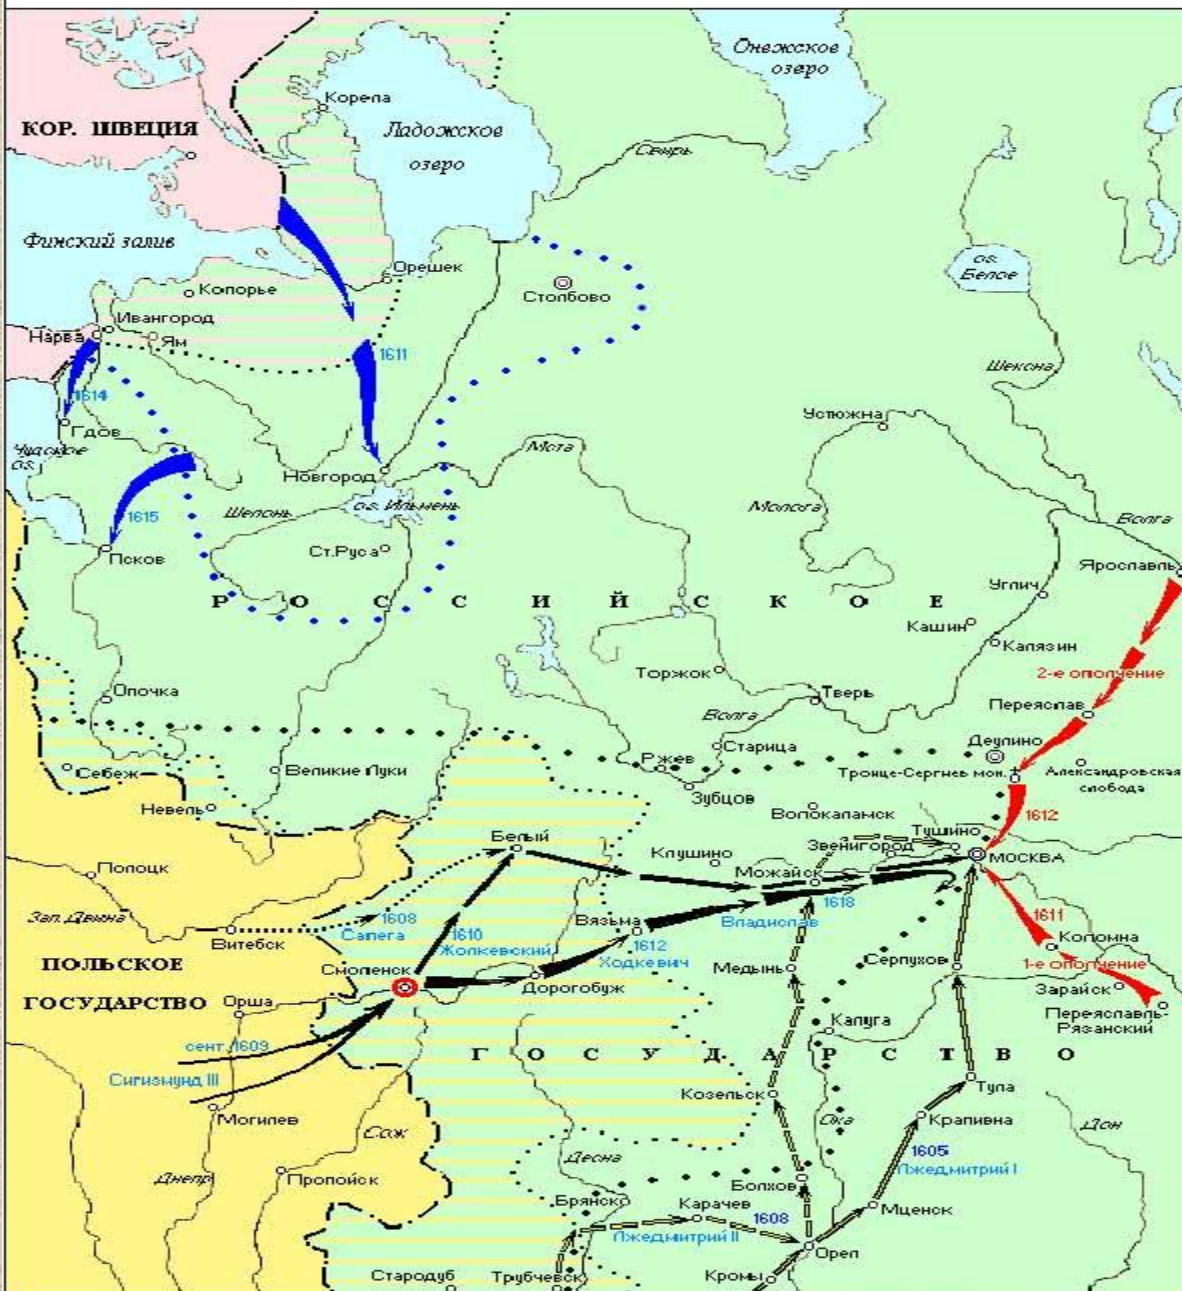 Онежское
озеро
Корела
КОР. ШВЕЦИЯ
Ладожское
озеро
Свирь
Финский залив
оз.
Белое
Орешек
Копорье
Столбово
Ивангород
Нарва
Ям
1611
Шексна
1614
Гдов
Устюжна
Чудское
оз.
Мста
Новгород
оз. Ильмень
Шелонь
Молога
Волга
1615
Псков
Ст.Руса
Ярославль
Углич
РОССИЙСКОЕ
Кашин
Калязин
Торжок
2-е ополчение
Опочка
Тверь
Переяслав
Волга
Старица
Деулино
Себеж
Великие Луки
Ржев
Троице-Сергиев мон.
Александровская
слобода
Зубцов
Невель
Волокаламск
1612
Белый
Тушино
Звенигород
Клушино
МОСКВА
Полоцк
Можайск
1618
Зап. Двина
1608
Сапега
Вязьма
Владислав
1611
Витебск
1610
Жолкевский
1612
Ходкевич
Коломна
ПОЛЬСКОЕ
Смоленск
Медынь
Серпухов
1-е ополчение
Дорогобуж
Зарайск
ГОСУДАРСТВО
Орша
Переяславль-
Рязанский
Калуга
сент. 1609
ГОСУДАРСТВО
Сигизмунд III
Тула
Козельск
Могилев
Крапивна
Ока
Дон
Сож
1605
Лжедмитрий I
Десна
Днепр
Пропойск
Болхов
Брянск
Карачев
1608
Мценск
Лжедмитрий II
Орел
Стародуб
Трубчевск
Кромы